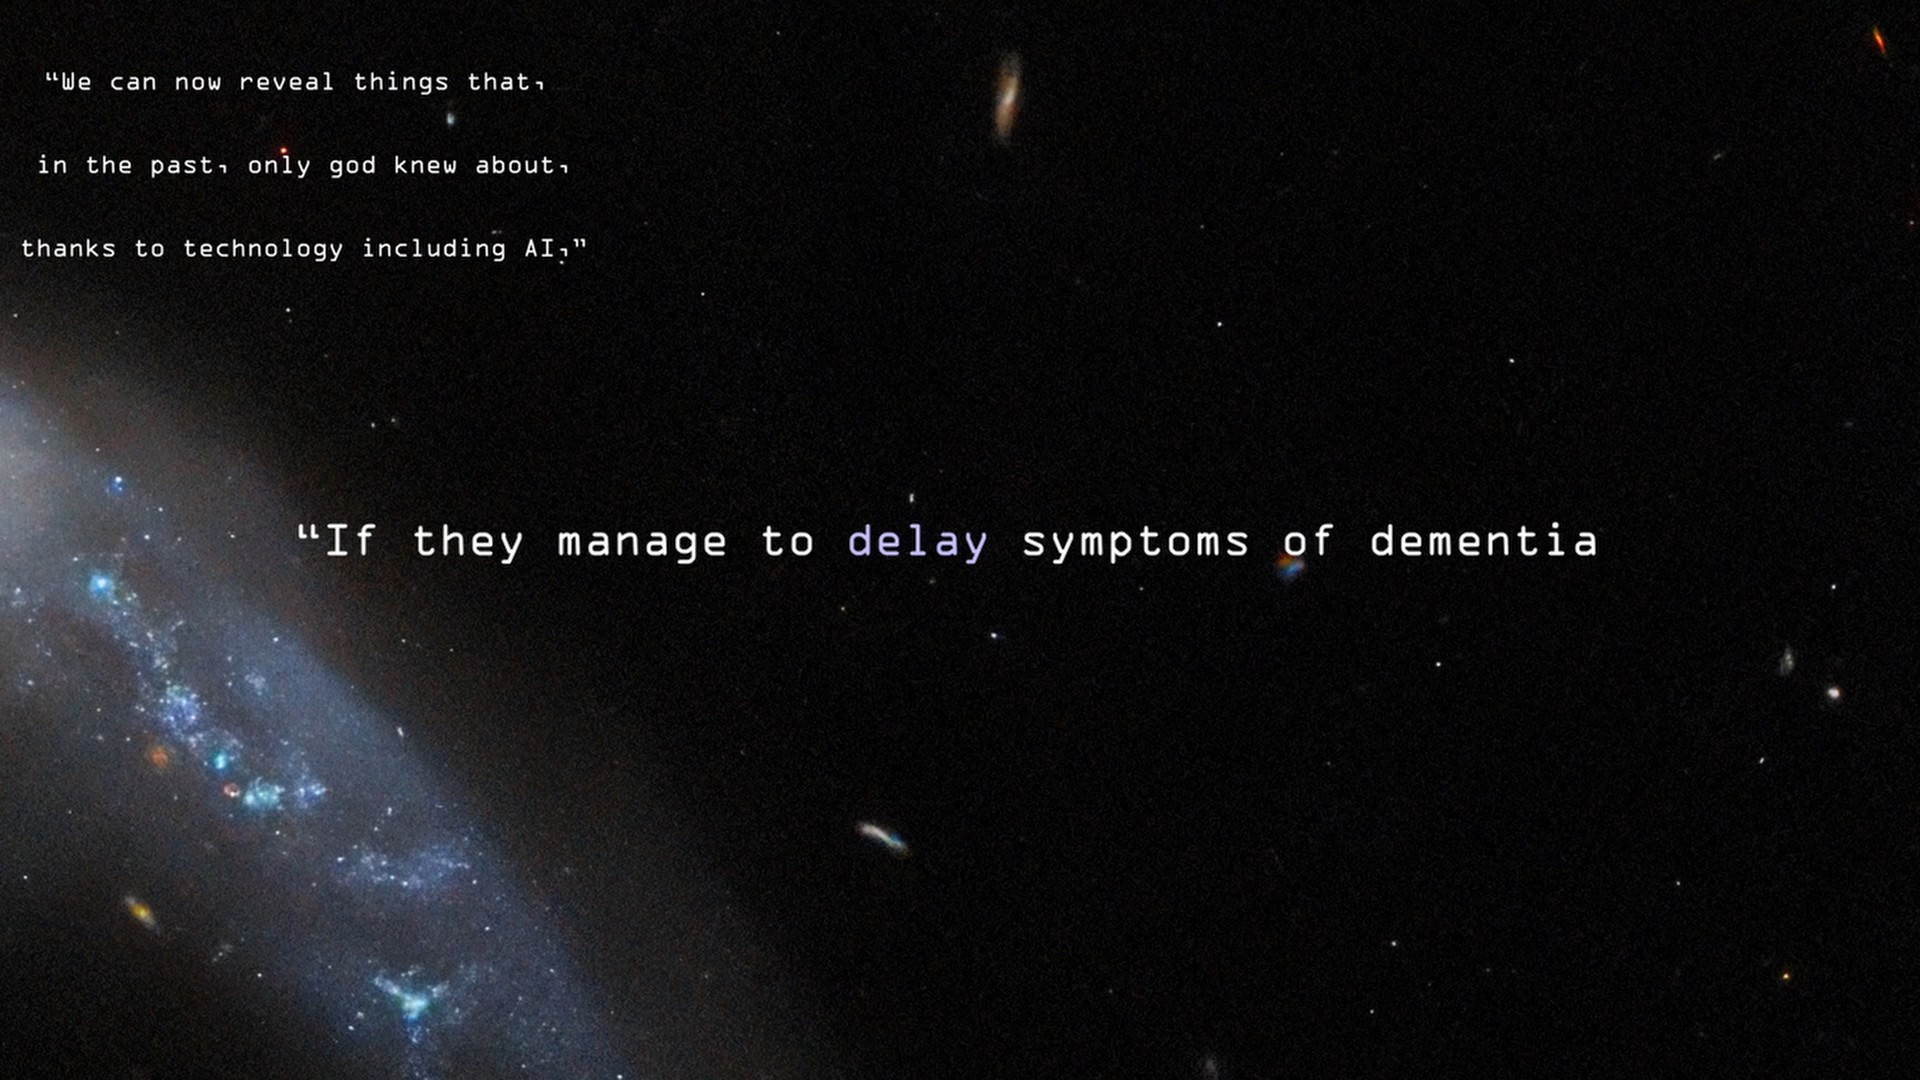 “We can now reveal things that,
in the past, only god knew about,
thanks to technology including AI,”
“If they manage to delay symptoms of dementia